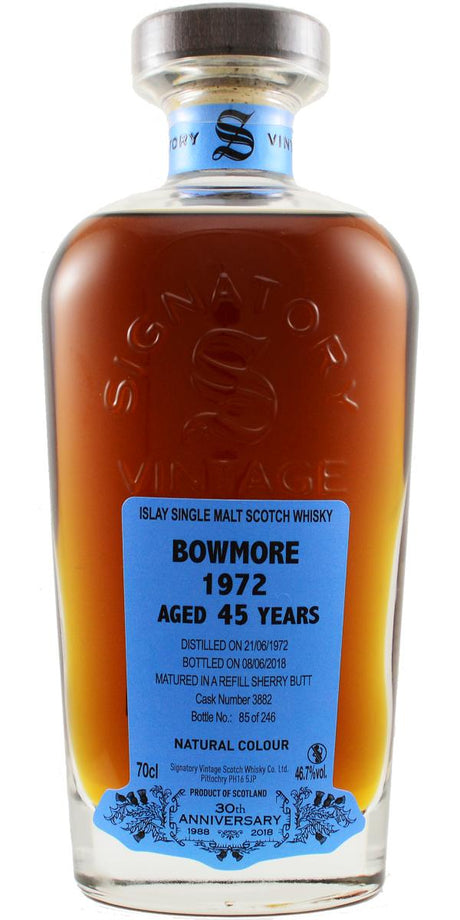 TORY S VINT
SIGNATORY
S
VINTAGE
ISLAY SINGLE MALT SCOTCH WHISKY
BOWMORE
1972
AGED 45 YEARS
DISTILLED ON 21/06/1972
BOTTLED ON 08/06/2018
MATURED IN A REFILL SHERRY BUTT
Cask Number 3882
Bottle No.: 85 of 246
NATURAL COLOUR
70cl
Signatory Vintage Scotch Whisky Co. Ltd.
Pitlochry PH16 5JP
S
46.7%vol.
PRODUCT OF SCOTLAND
30th
ANNIVERSARY
1988 2018